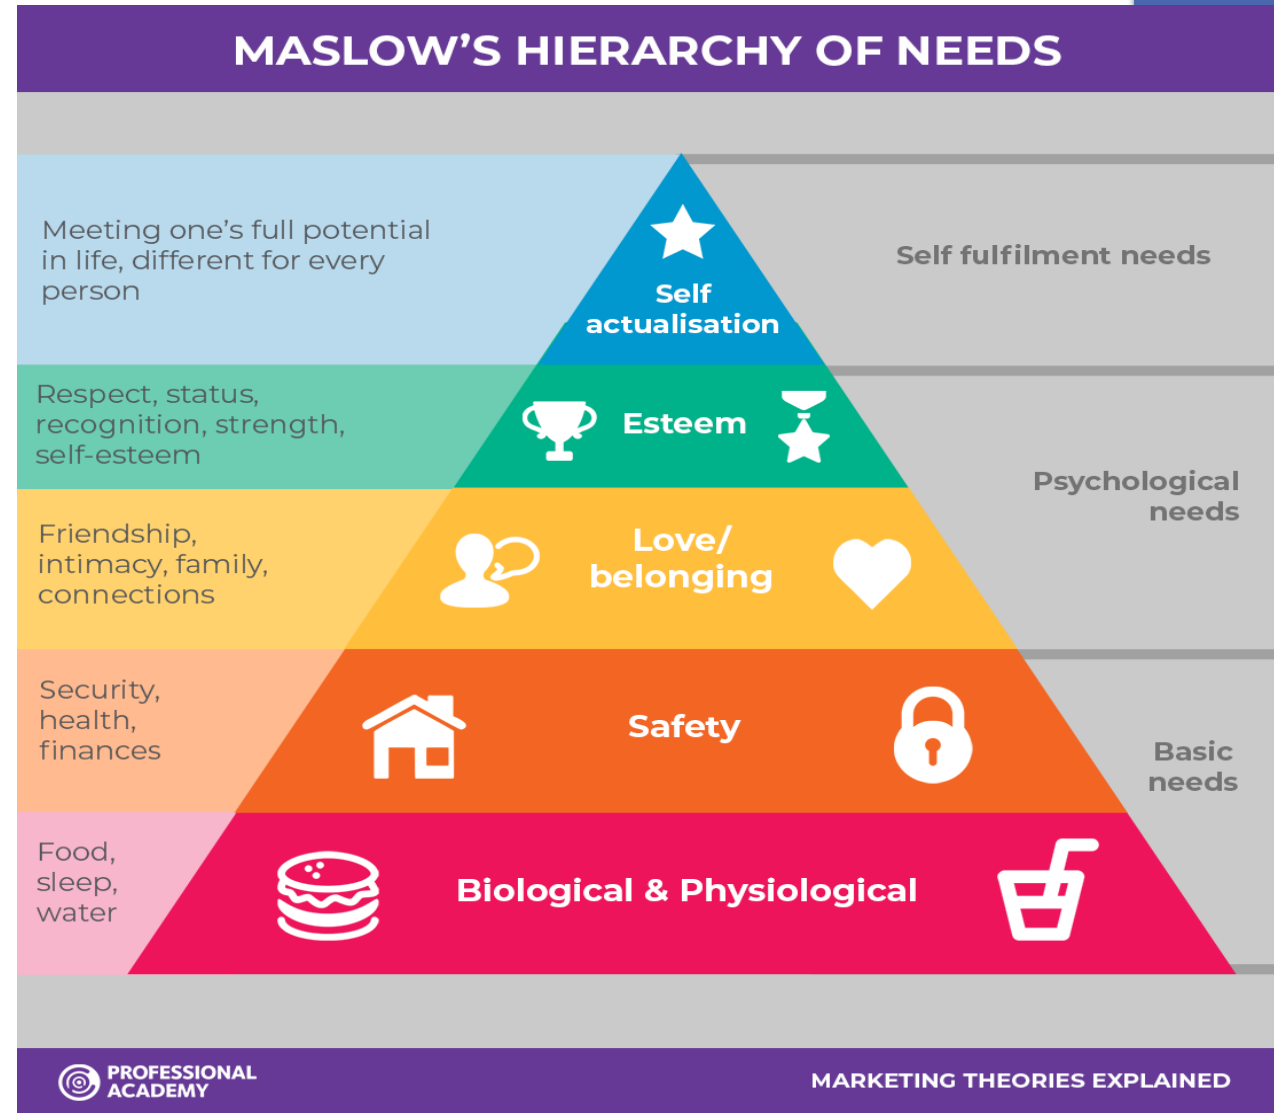 MASLOW'S HIERARCHY OF NEEDS
Meeting one's full potential
in life, different for every
person
Self
actualisation
Self fulfilment needs
Respect, status,
recognition, strength,
self-esteem
Esteem
Psychological
needs
Friendship,
intimacy, family,
connections
Love/
belonging
Security,
health,
finances
Safety
Basic
needs
Food,
sleep,
water
Biological & Physiological
PROFESSIONAL
ACADEMY
MARKETING THEORIES EXPLAINED